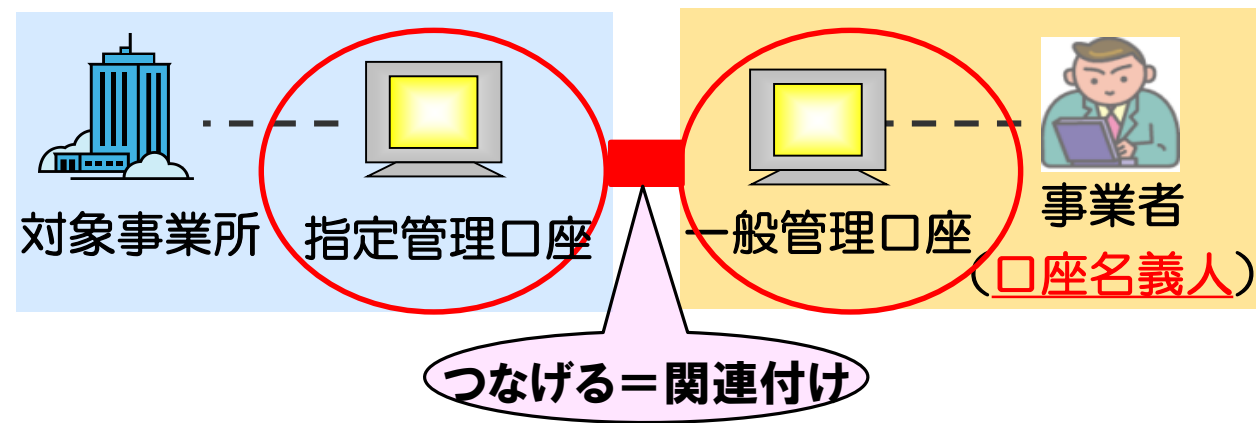 対象事業所
指定管理口座
一般管理口座
事業者
(口座名義人)
つなげる＝関連付け